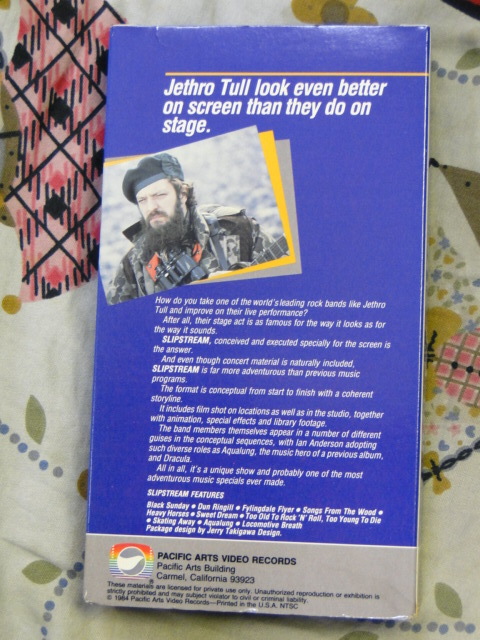 Jethro Tull look even better
on screen than they do on
stage.
How do you take one of the world's leading rock bands like Jethro
Tull and improve on their live performance?
After all, their stage act is as famous for the way it looks as for
the way it sounds.
SLIPSTREAM, conceived and executed specially for the screen is
the answer.
And even though concert material is naturally included,
SLIPSTREAM is far more adventurous than previous music
programs.
The format is conceptual from start to finish with a coherent
storyline.
It includes film shot on locations as well as in the studio, together
with animation, special effects and library footage.
The band members themselves appear in a number of different
guises in the conceptual sequences, with Ian Anderson adopting
such diverse roles as Aqualung, the music hero of a previous album,
and Dracula.
All in all, it's a unique show and probably one of the most
adventurous music specials ever made.
SLIPSTREAM FEATURES
Black Sunday ● Dun Ringill ● Fylingdale Flyer ● Songs From The Wood ●
Heavy Horses ● Sweet Dream ● Too Old To Rock 'N' Roll, Too Young To Die
● Skating Away ● Aqualung ● Locomotive Breath
Package design by Jerry Takigawa Design.
PACIFIC ARTS VIDEO RECORDS
Pacific Arts Building
Carmel, California 93923
®
These materials are licensed for private use only. Unauthorized reproduction or exhibition is
strictly prohibited and may subject violator to civil or criminal liability.
© 1984 Pacific Arts Video Records—Printed in the U.S.A. NTSC